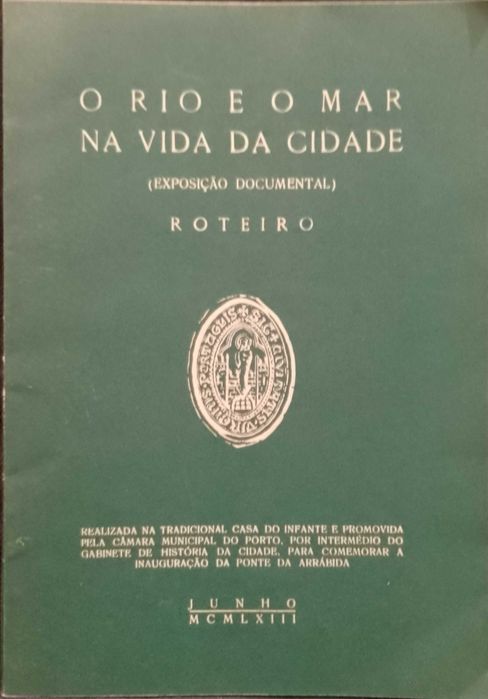 O RIO E O MAR
NA VIDA DA CIDADE
(EXPOSIÇÃO DOCUMENTAL)
ROTEIRO
REALIZADA NA TRADICIONAL CASA DO INFANTE E PROMOVIDA
PELA CÂMARA MUNICIPAL DO PORTO, POR INTERMÉDIO DO
GABINETE DE HISTÓRIA DA CIDADE, PARA COMEMORAR A
INAUGURAÇÃO DA PONTE DA ARRÁBIDA
JUNHO
MCMLXIII